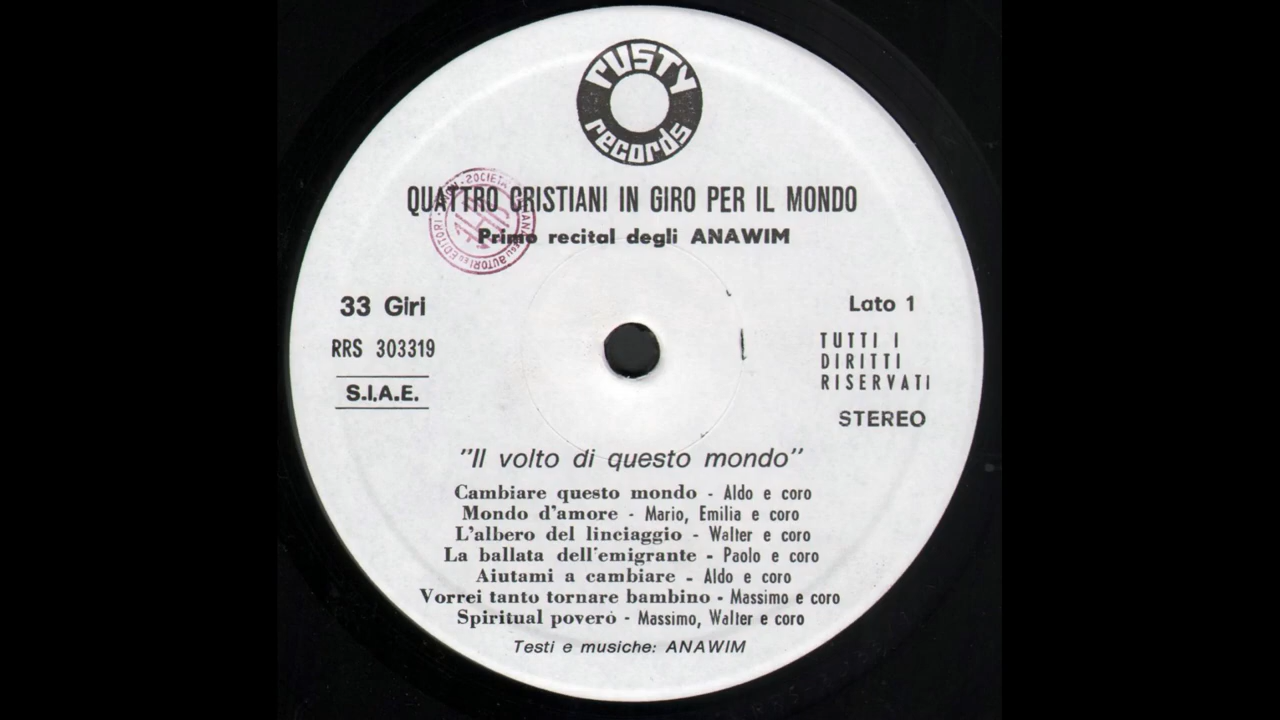 rusty
records
QUATTRO CRISTIANI IN GIRO PER IL MONDO
Primo recital degli ANAWIM
33 Giri
RRS 303319
S.I.A.E.
Lato 1
TUTTI I
DIRITTI
RISERVATI
STEREO
"Il volto di questo mondo"
Cambiare questo mondo - Aldo e coro
Mondo d'amore - Mario, Emilia e coro
L'albero del linciaggio - Walter e coro
La ballata dell'emigrante - Paolo e coro
Aiutami a cambiare - Aldo e coro
Vorrei tanto tornare bambino - Massimo e coro
Spiritual povero - Massimo, Walter e coro
Testi e musiche: ANAWIM